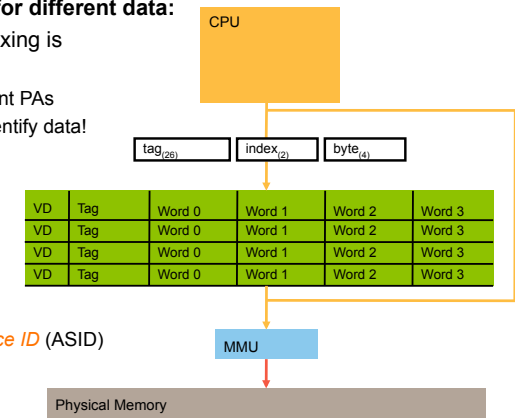 for different data:
xing is
nt PAs
entify data!
ce ID (ASID)
CPU
tag(26) index(2) byte(4)
VD Tag Word 0 Word 1 Word 2 Word 3
VD Tag Word 0 Word 1 Word 2 Word 3
VD Tag Word 0 Word 1 Word 2 Word 3
VD Tag Word 0 Word 1 Word 2 Word 3
MMU
Physical Memory